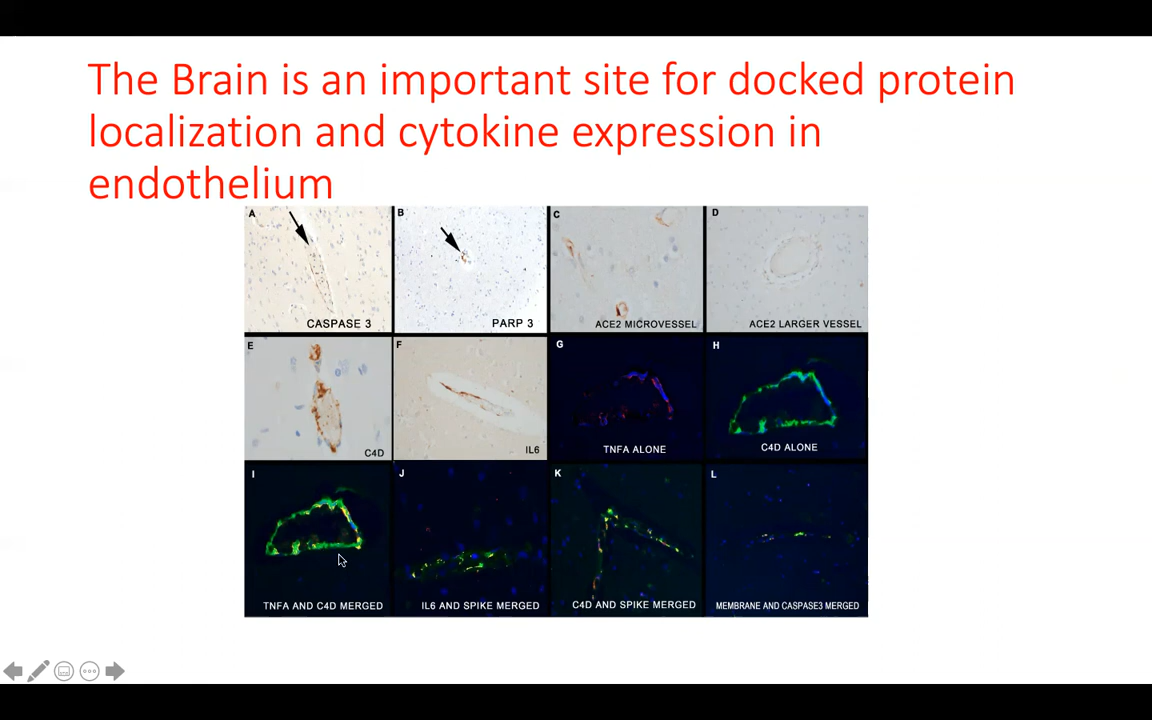 The Brain is an important site for docked protein
localization and cytokine expression in
endothelium
A
CASPASE 3
B
PARP 3
C
ACE2 MICROVESSEL
D
ACE2 LARGER VESSEL
E
C4D
F
IL6
G
TNFA ALONE
H
C4D ALONE
I
TNFA AND C4D MERGED
J
IL6 AND SPIKE MERGED
K
C4D AND SPIKE MERGED
L
MEMBRANE AND CASPASE3 MERGED